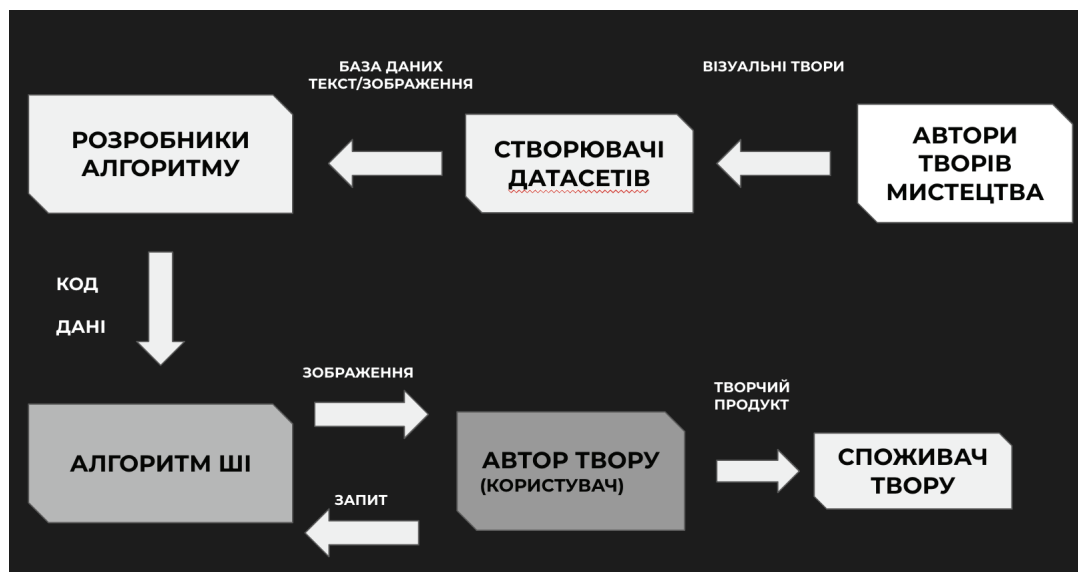 БАЗА ДАНИХ
ТЕКСТ/ЗОБРАЖЕННЯ
ВІЗУАЛЬНІ ТВОРИ
РОЗРОБНИКИ
АЛГОРИТМУ
СТВОРЮВАЧІ
ДАТАСЕТІВ
АВТОРИ
ТВОРІВ
МИСТЕЦТВА
КОД
ДАНІ
ЗОБРАЖЕННЯ
ТВОРЧИЙ
ПРОДУКТ
АЛГОРИТМ ШІ
АВТОР ТВОРУ
(КОРИСТУВАЧ)
СПОЖИВАЧ
ТВОРУ
ЗАПИТ